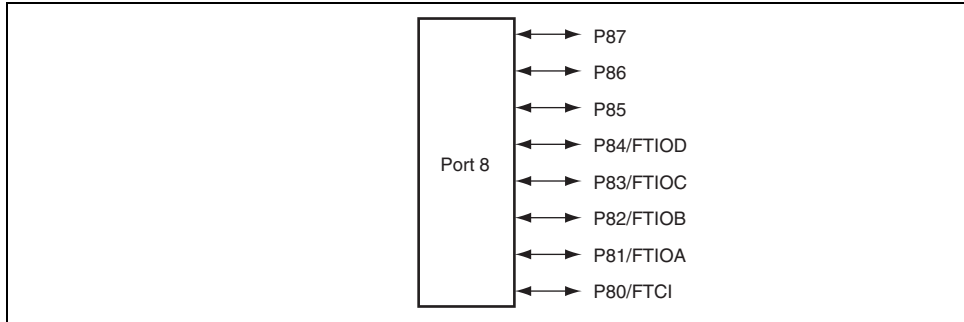 P87
P86
P85
P84/FTIOD
Port 8
P83/FTIOC
P82/FTIOB
P81/FTIOA
P80/FTCI